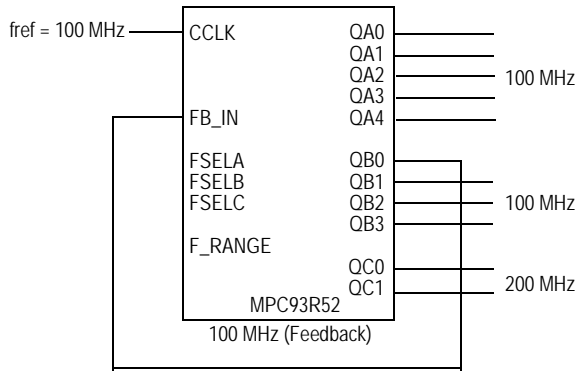 fref = 100 MHz
CCLK
QA0
QA1
QA2
QA3
QA4
100 MHz
FB_IN
FSELA
FSELB
FSELC
QB0
QB1
QB2
QB3
100 MHz
F_RANGE
QC0
QC1
200 MHz
MPC93R52
100 MHz (Feedback)